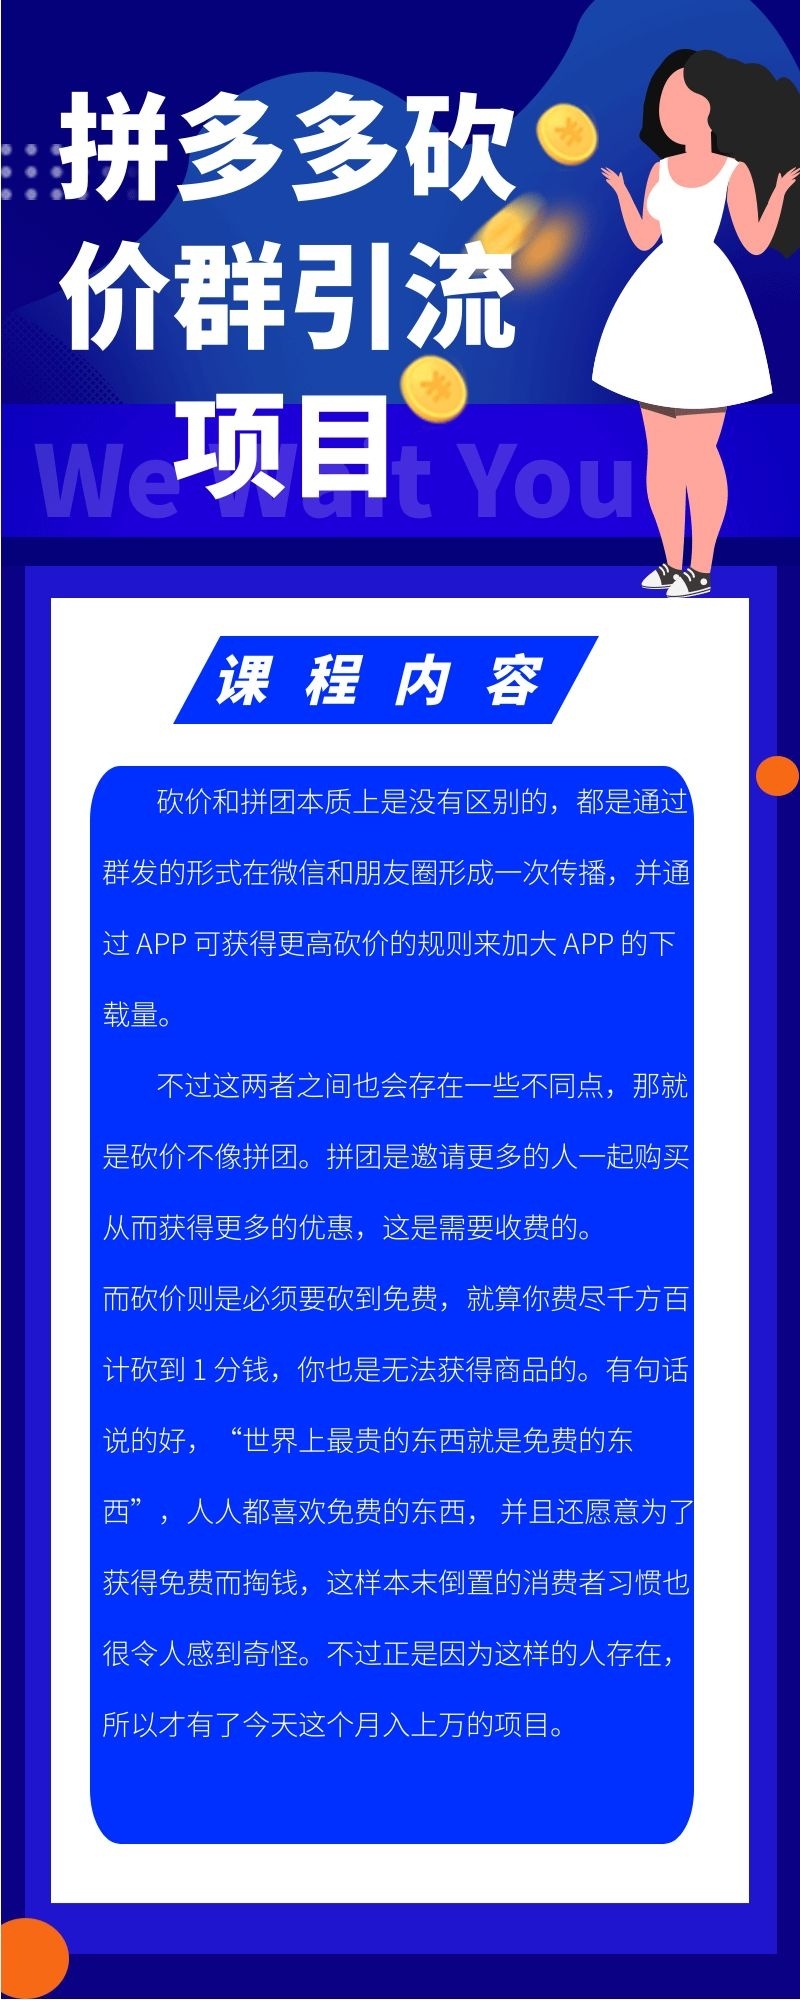 拼多多砍
价群引流
项目
We Wait You
课程内容
砍价和拼团本质上是没有区别的，都是通过
群发的形式在微信和朋友圈形成一次传播，并通
过 APP 可获得更高砍价的规则来加大 APP 的下
载量。
不过这两者之间也会存在一些不同点，那就
是砍价不像拼团。拼团是邀请更多的人一起购买
从而获得更多的优惠，这是需要收费的。
而砍价则是必须要砍到免费，就算你费尽千方百
计砍到 1 分钱，你也是无法获得商品的。有句话
说的好，“世界上最贵的东西就是免费的东
西”，人人都喜欢免费的东西， 并且还愿意为了
获得免费而掏钱，这样本末倒置的消费者习惯也
很令人感到奇怪。不过正是因为这样的人存在，
所以才有了今天这个月入上万的项目。